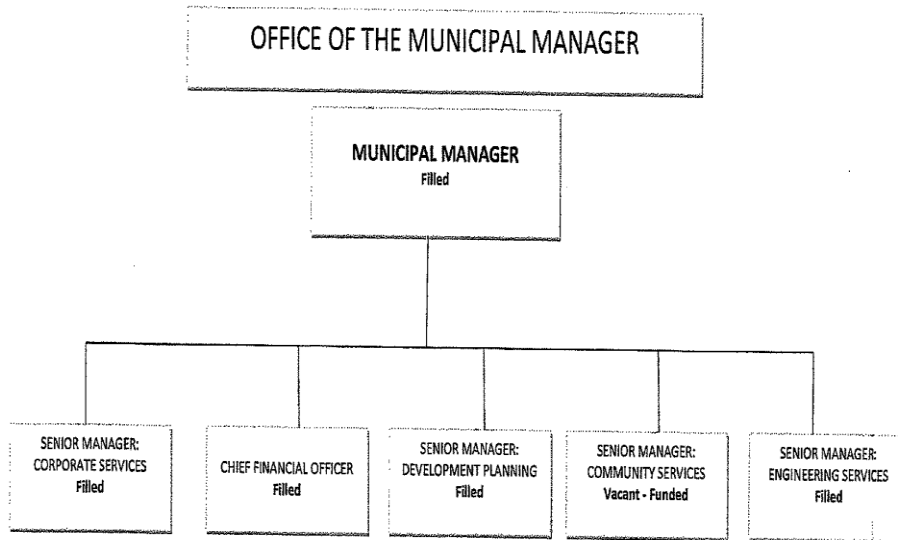 OFFICE OF THE MUNICIPAL MANAGER
MUNICIPAL MANAGER
Filled
SENIOR MANAGER:
CORPORATE SERVICES
Filled
CHIEF FINANCIAL OFFICER
Filled
SENIOR MANAGER:
DEVELOPMENT PLANNING
Filled
SENIOR MANAGER:
COMMUNITY SERVICES
Vacant - Funded
SENIOR MANAGER:
ENGINEERING SERVICES
Filled